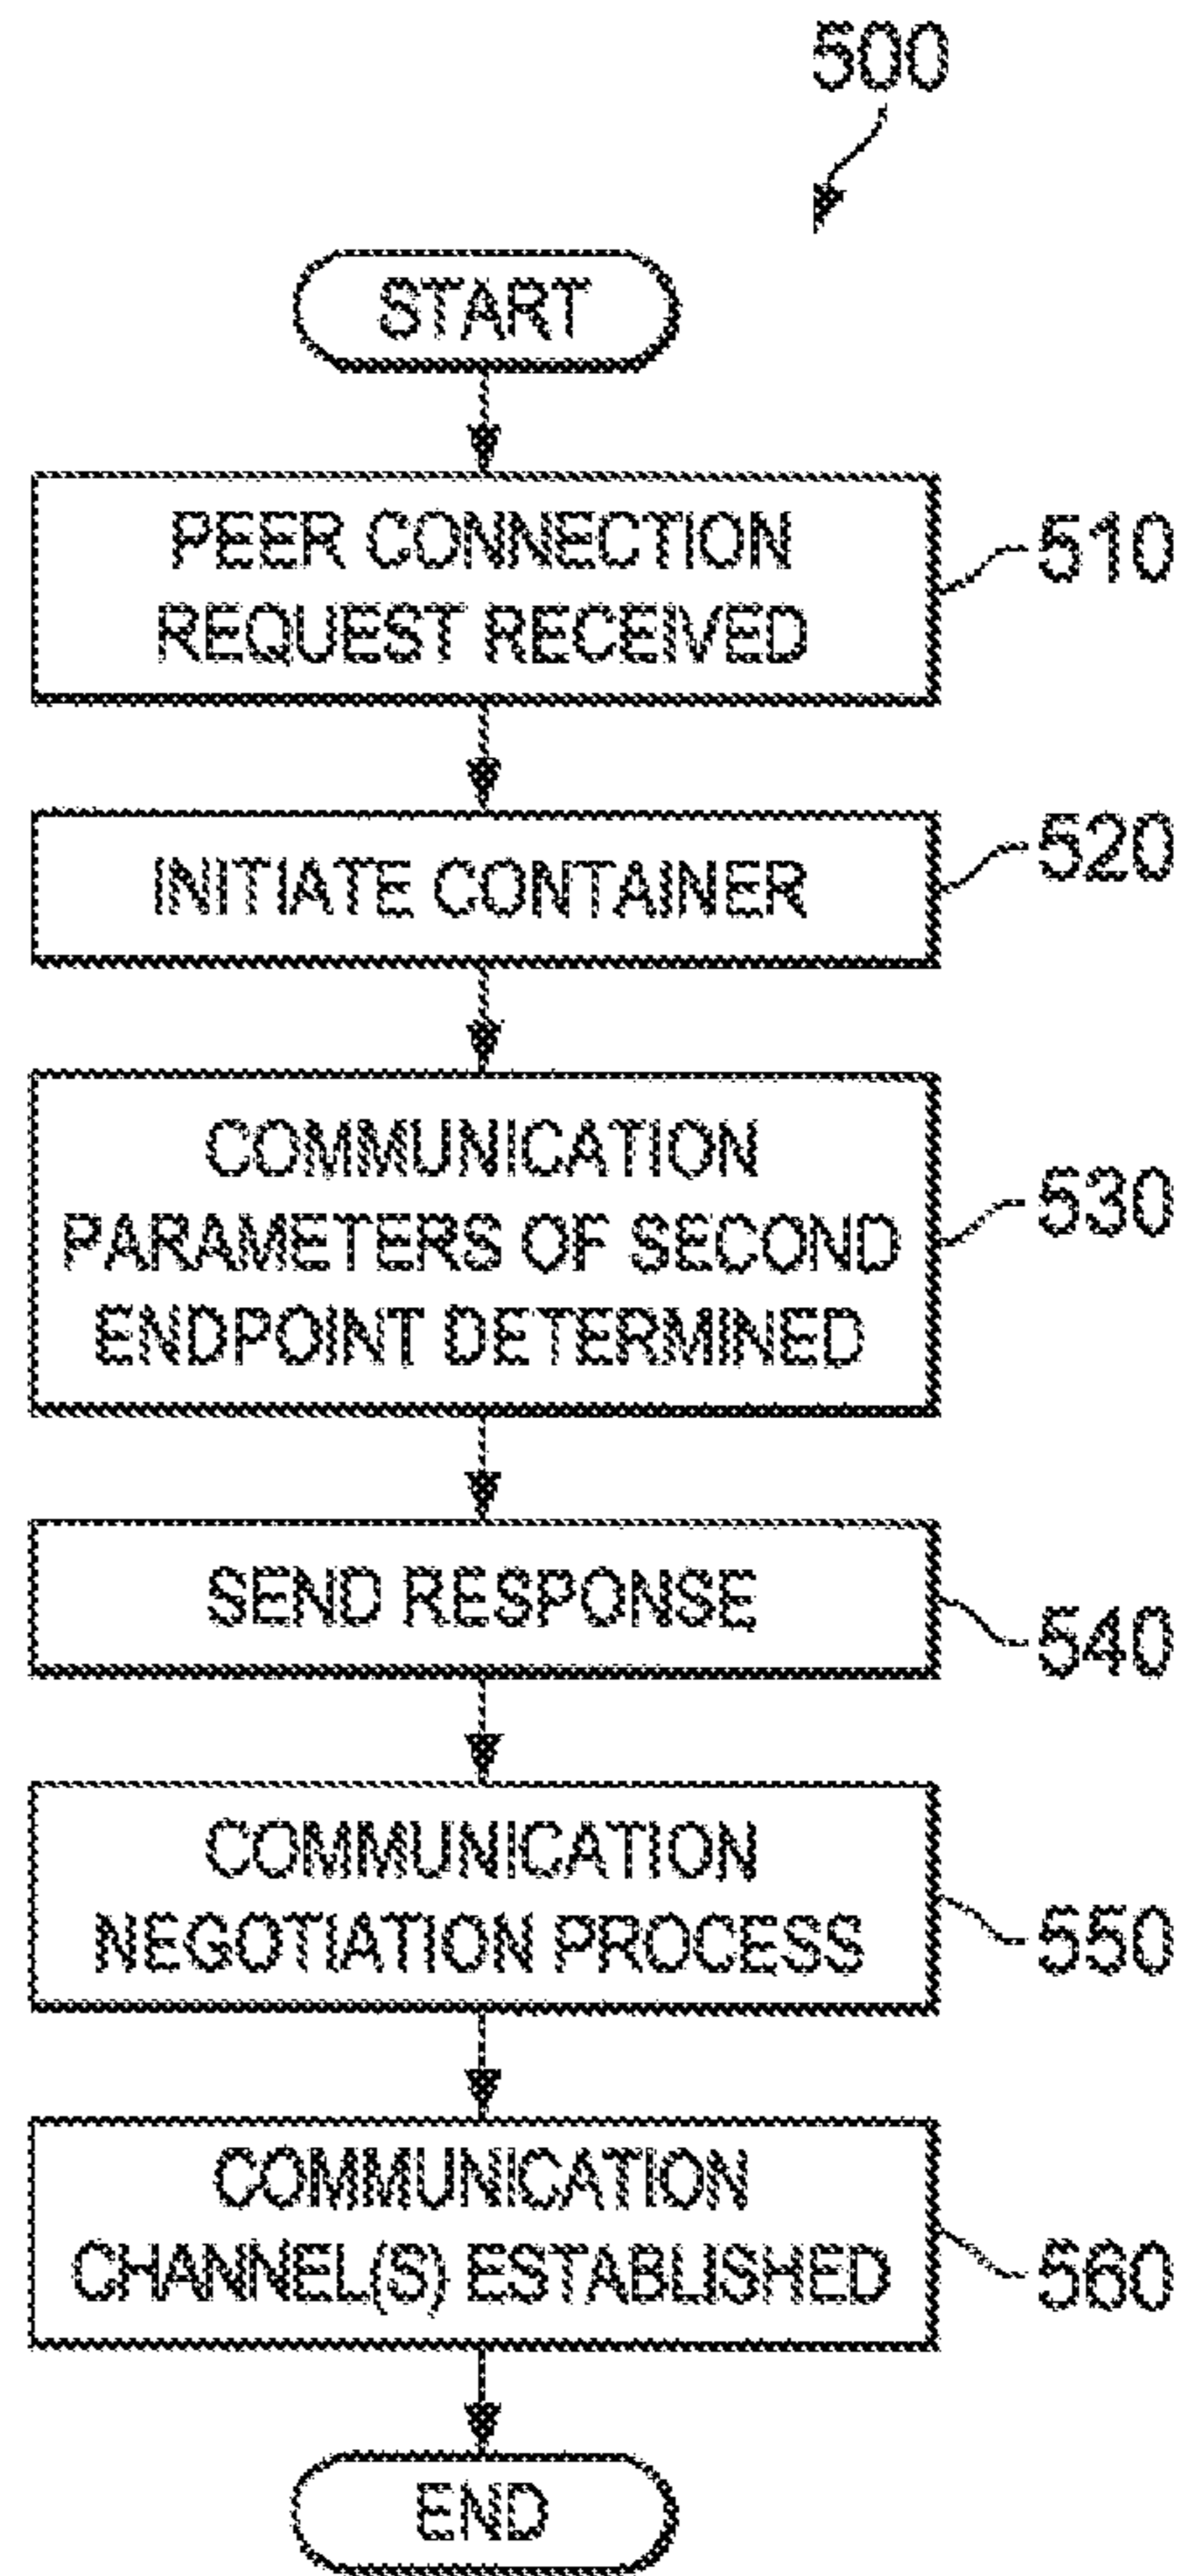 500
START
PEER CONNECTION
REQUEST RECEIVED
510
INITIATE CONTAINER
520
COMMUNICATION
PARAMETERS OF SECOND
ENDPOINT DETERMINED
530
SEND RESPONSE
540
COMMUNICATION
NEGOTIATION PROCESS
550
COMMUNICATION
CHANNEL(S) ESTABLISHED
560
END